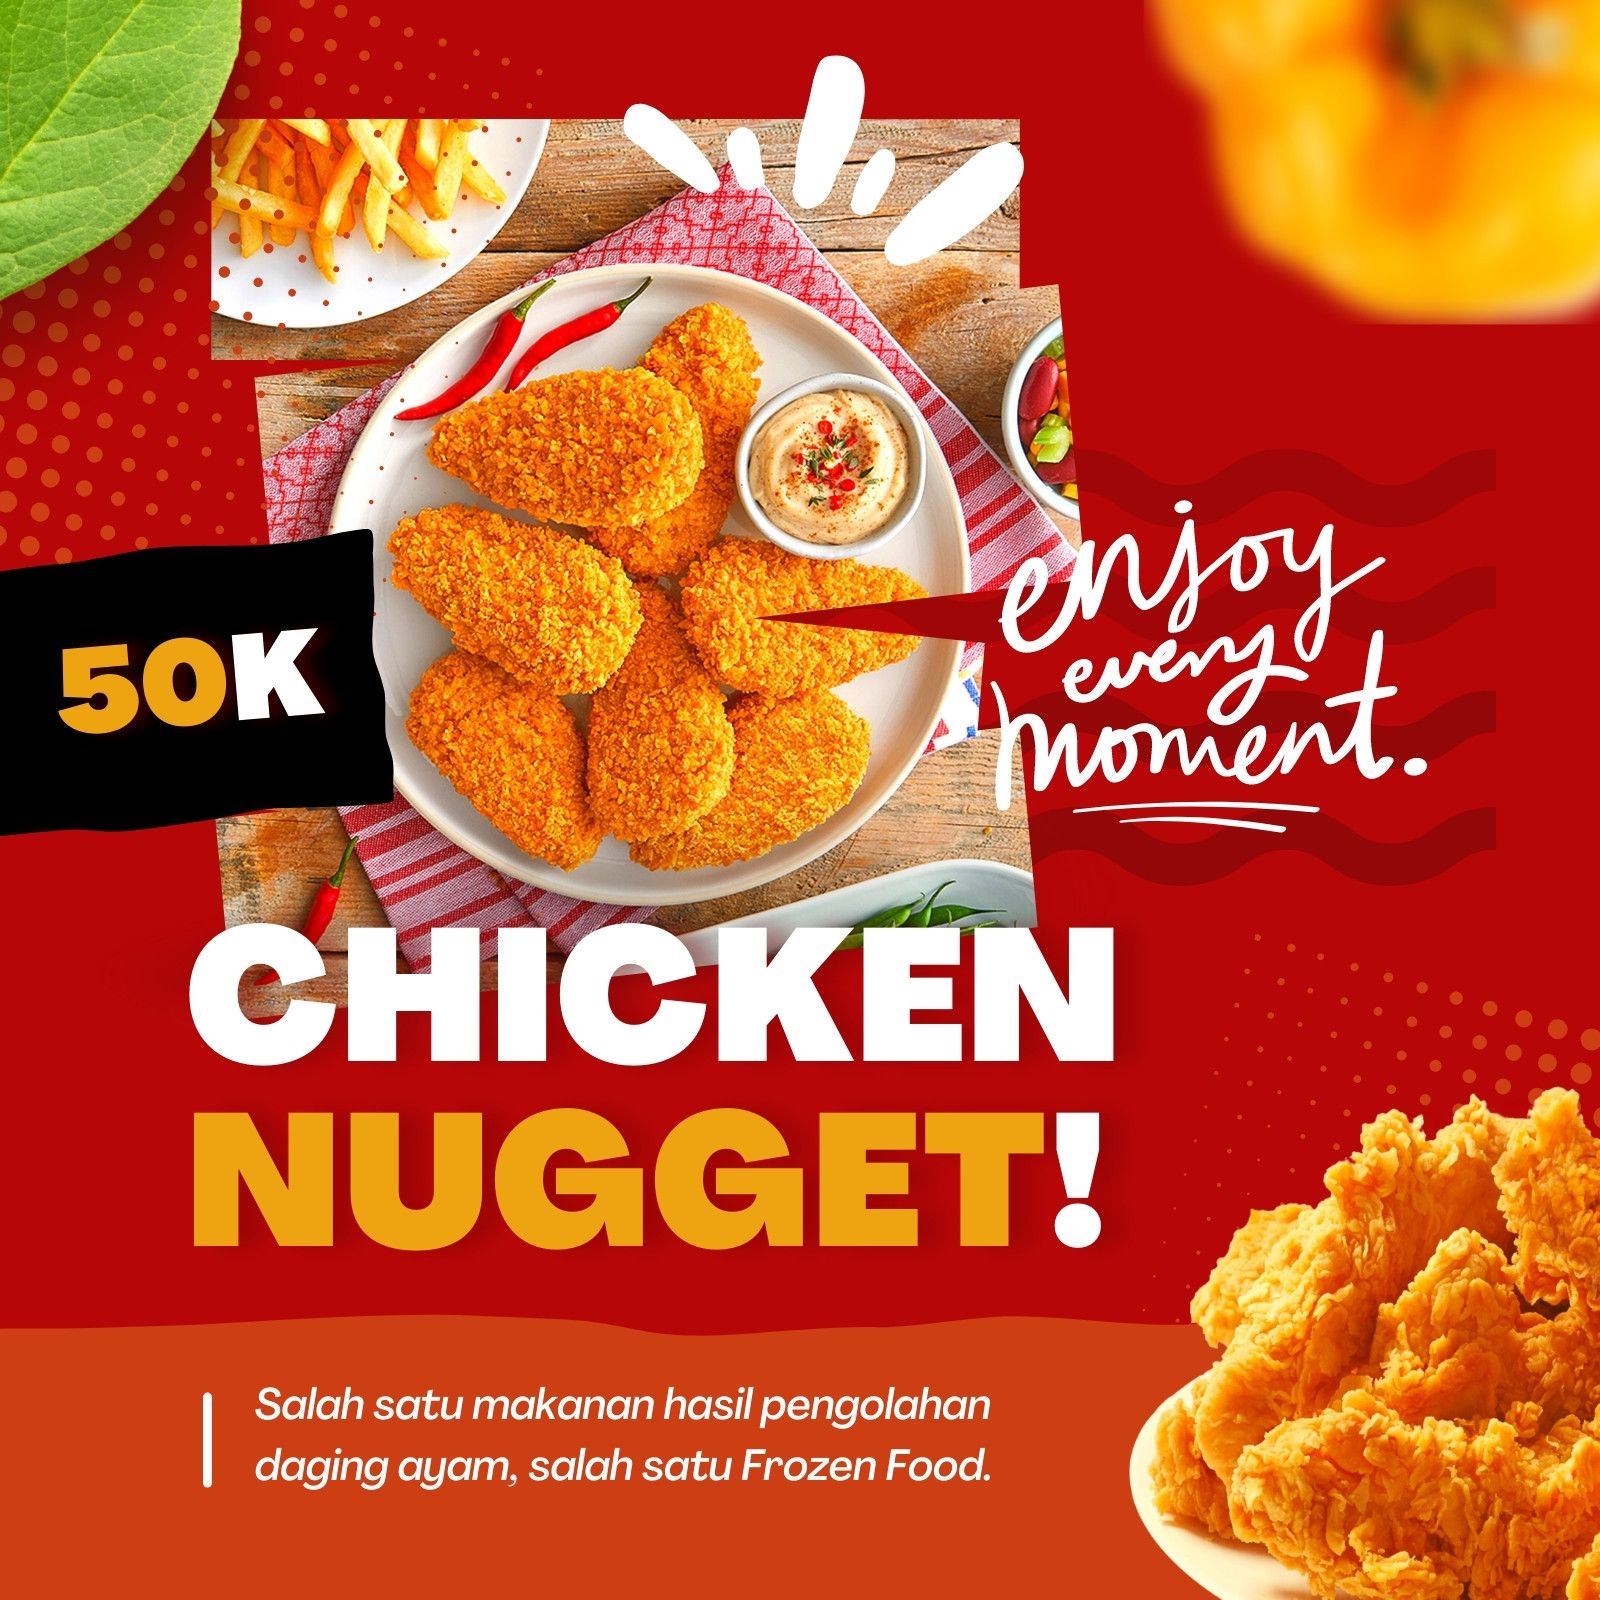 enjoy
every
moment.
50K
CHICKEN
NUGGET!
Salah satu makanan hasil pengolahan
daging ayam, salah satu Frozen Food.